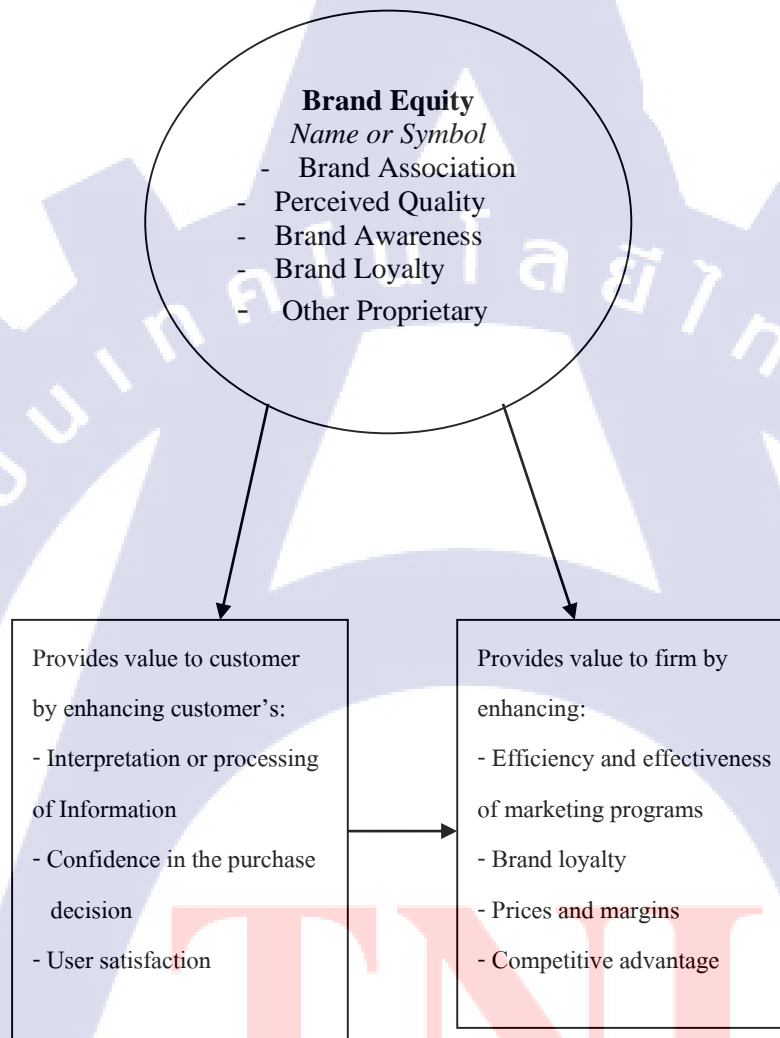 Brand Equity
Name or Symbol
- Brand Association
- Perceived Quality
- Brand Awareness
- Brand Loyalty
- Other Proprietary
Provides value to customer
by enhancing customer's:
- Interpretation or processing
of Information
- Confidence in the purchase
decision
- User satisfaction
Provides value to firm by
enhancing:
- Efficiency and effectiveness
of marketing programs
- Brand loyalty
- Prices and margins
- Competitive advantage
TNI